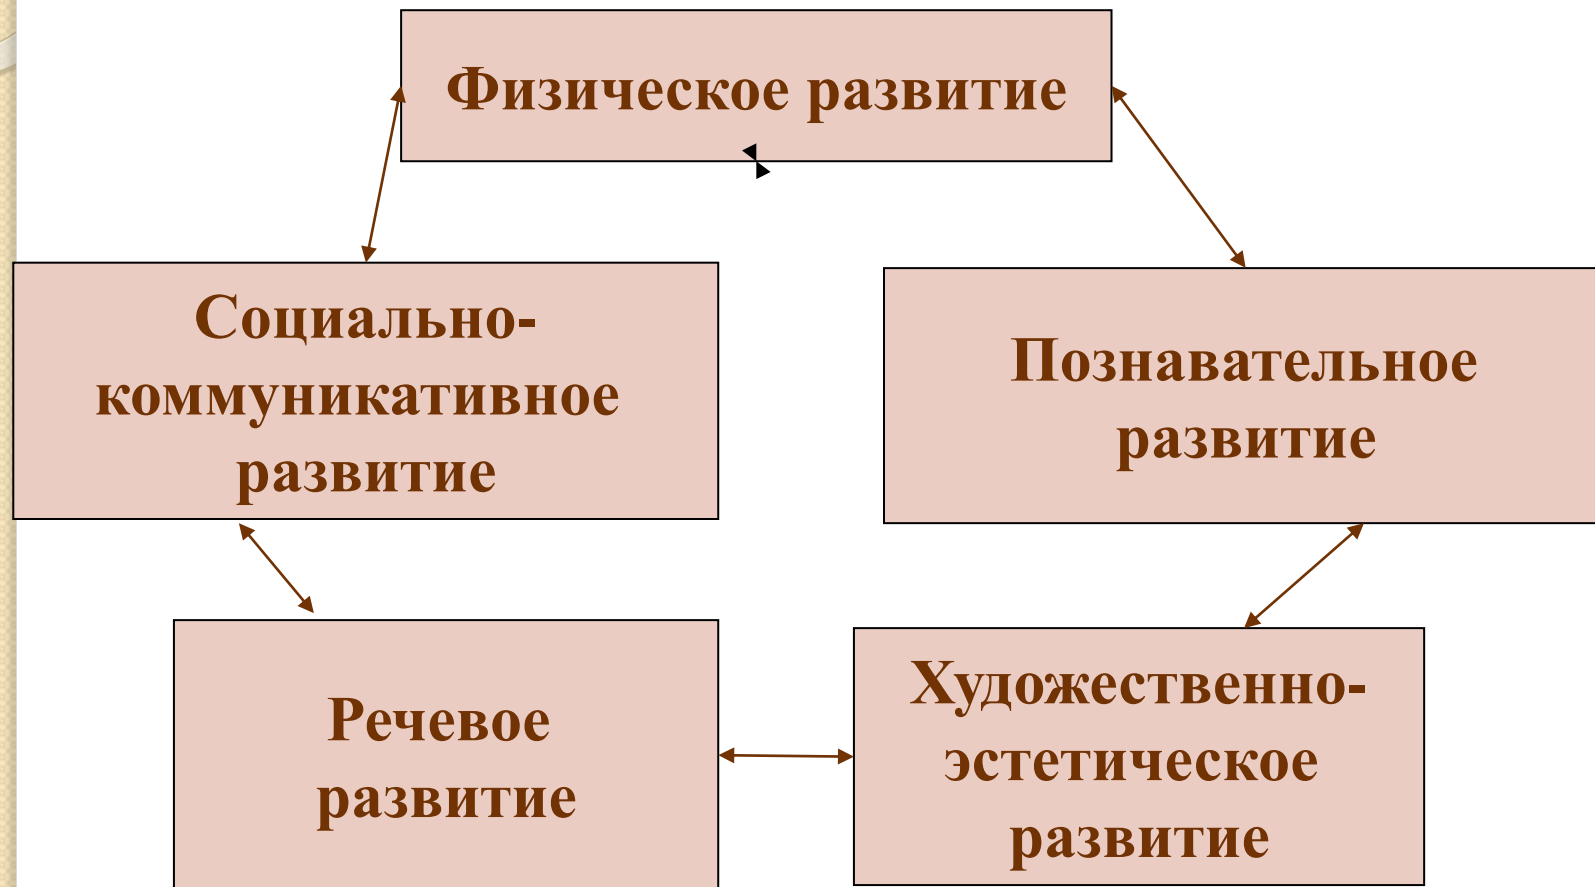 Физическое развитие
Социально-
коммуникативное
развитие
Познавательное
развитие
Речевое
развитие
Художественно-
эстетическое
развитие